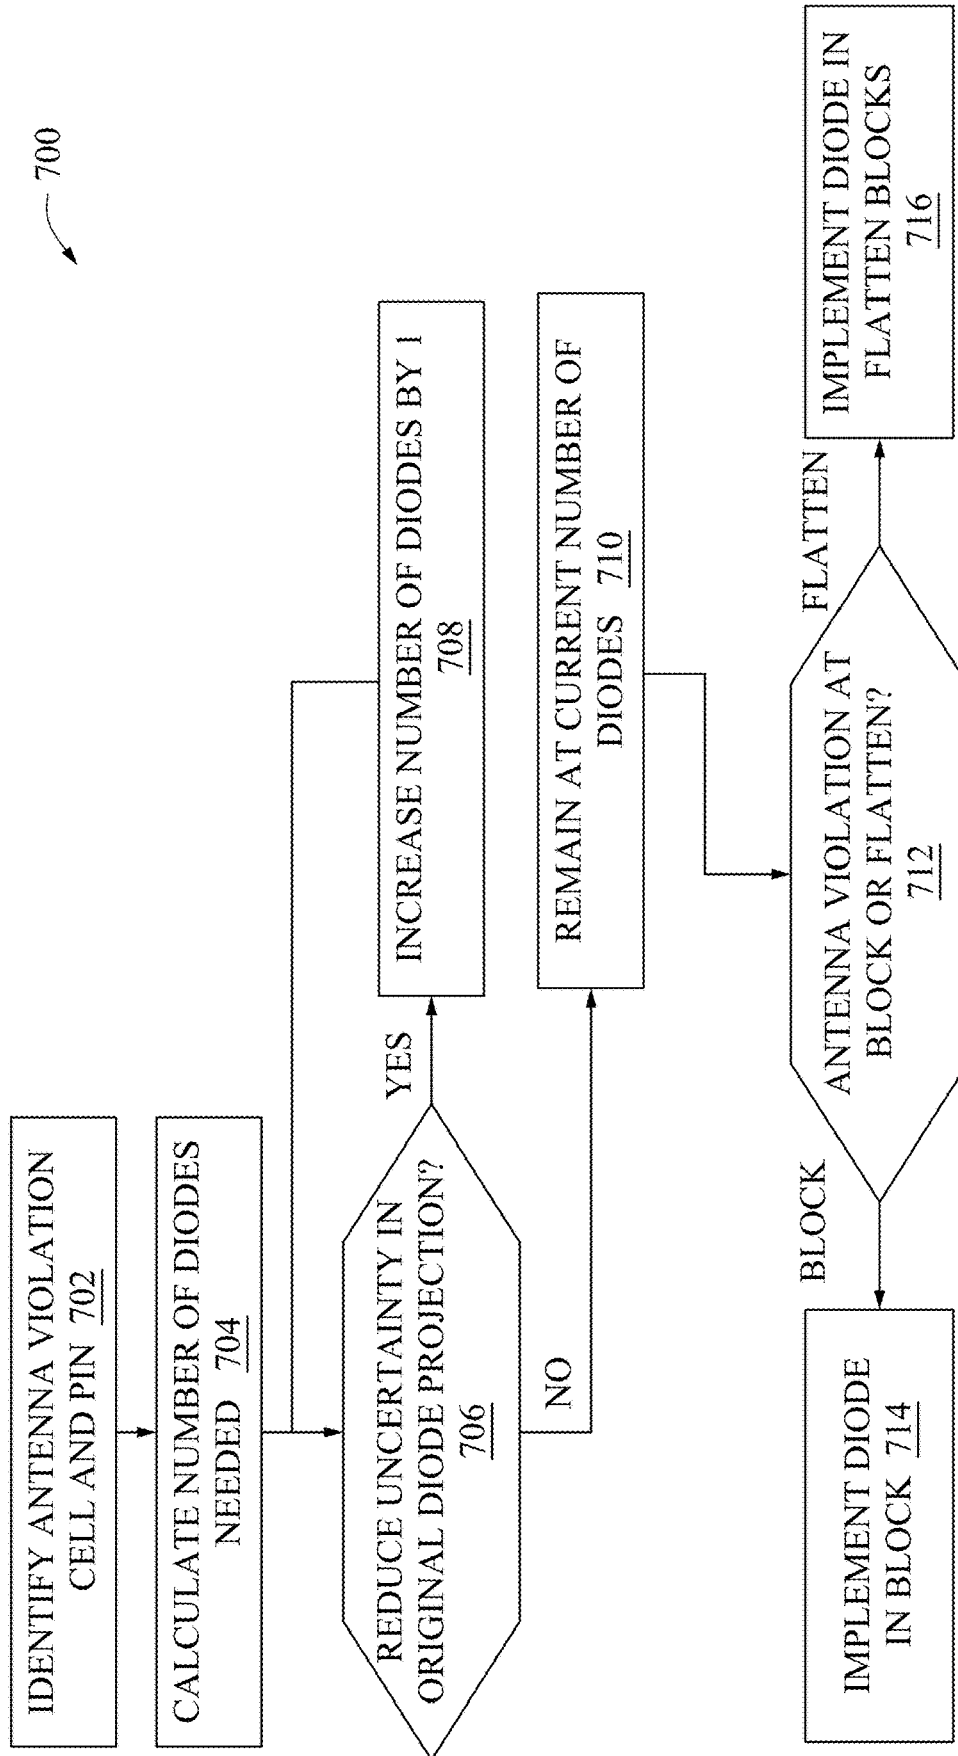 700
IDENTIFY ANTENNA VIOLATION
CELL AND PIN 702
CALCULATE NUMBER OF DIODES
NEEDED 704
REDUCE UNCERTAINTY IN
ORIGINAL DIODE PROJECTION?
706
YES
INCREASE NUMBER OF DIODES BY 1
708
NO
REMAIN AT CURRENT NUMBER OF
DIODES 710
ANTENNA VIOLATION AT
BLOCK OR FLATTEN?
712
BLOCK
IMPLEMENT DIODE
IN BLOCK 714
FLATTEN
IMPLEMENT DIODE IN
FLATTEN BLOCKS
716